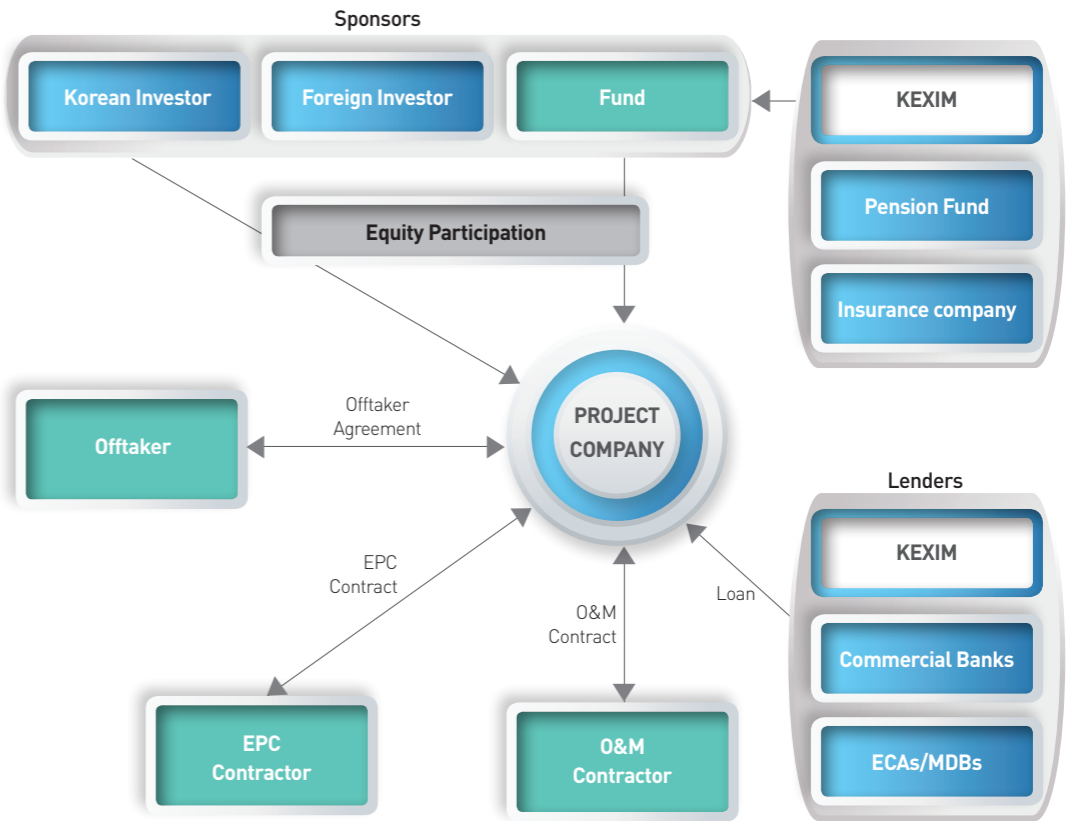 Sponsors
Korean Investor
Foreign Investor
Fund
KEXIM
Pension Fund
Insurance company
Equity Participation
PROJECT
COMPANY
Offtaker
Offtaker
Agreement
EPC
Contract
O&M
Contract
Loan
Lenders
KEXIM
Commercial Banks
ECAs/MDBs
EPC
Contractor
O&M
Contractor